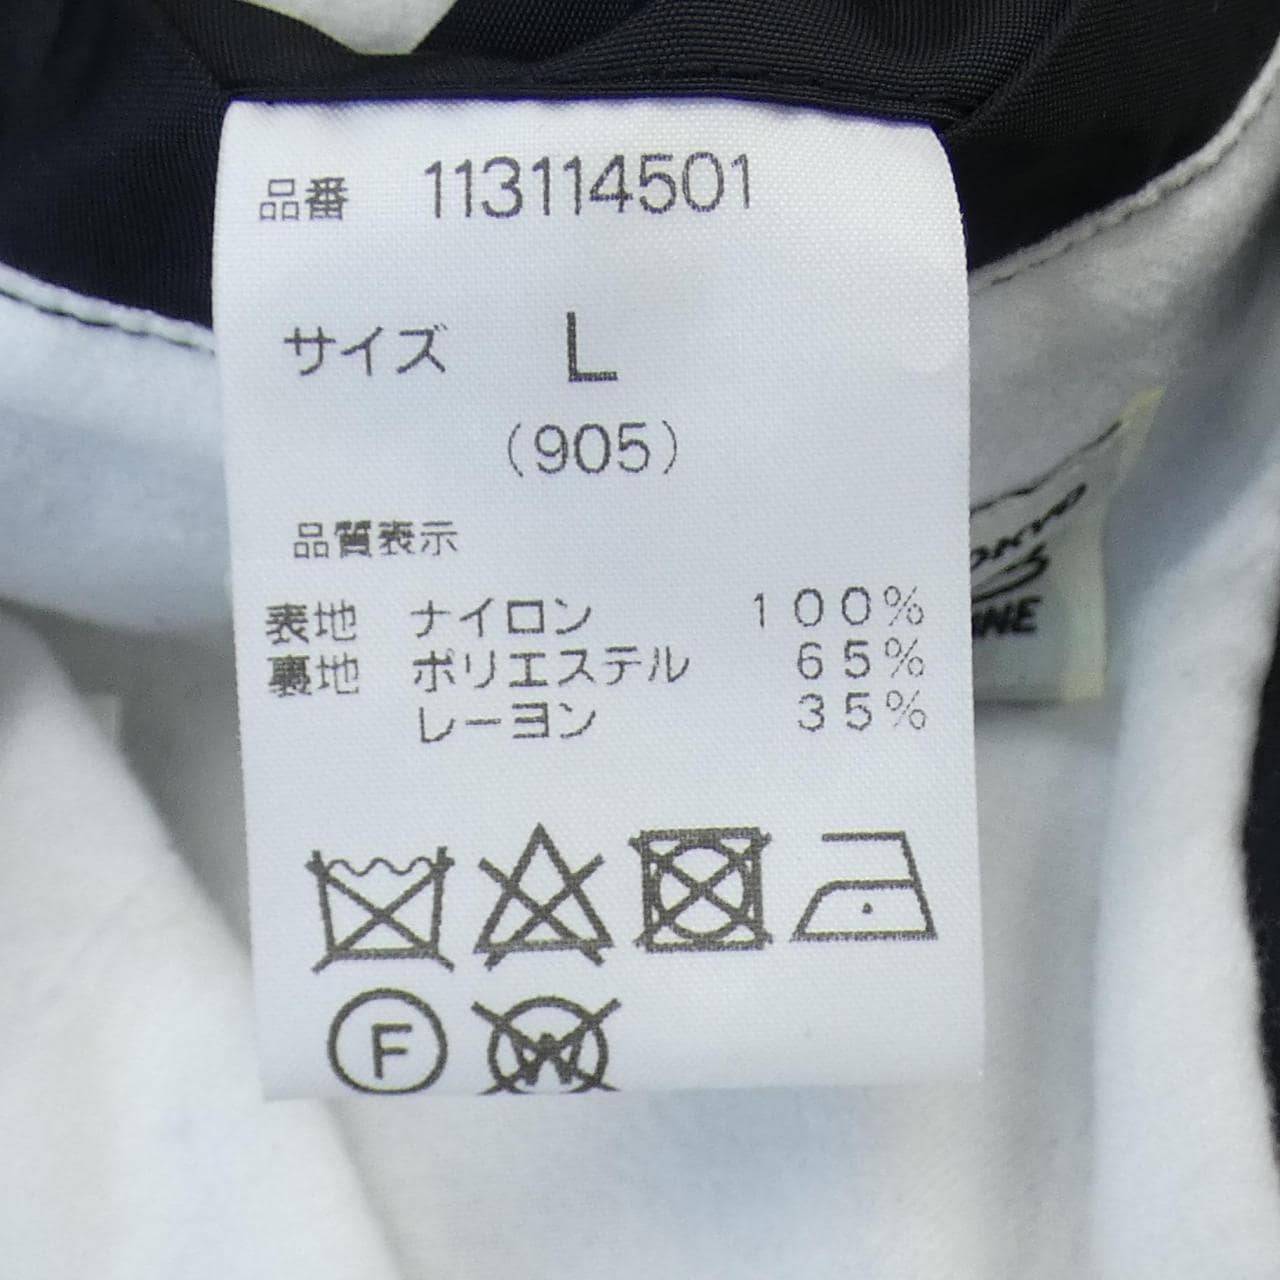 品番 113114501
サイズ L
(905)
品質表示
表地 ナイロン 100%
裏地 ポリエステル 65%
レーヨン 35%
F
W